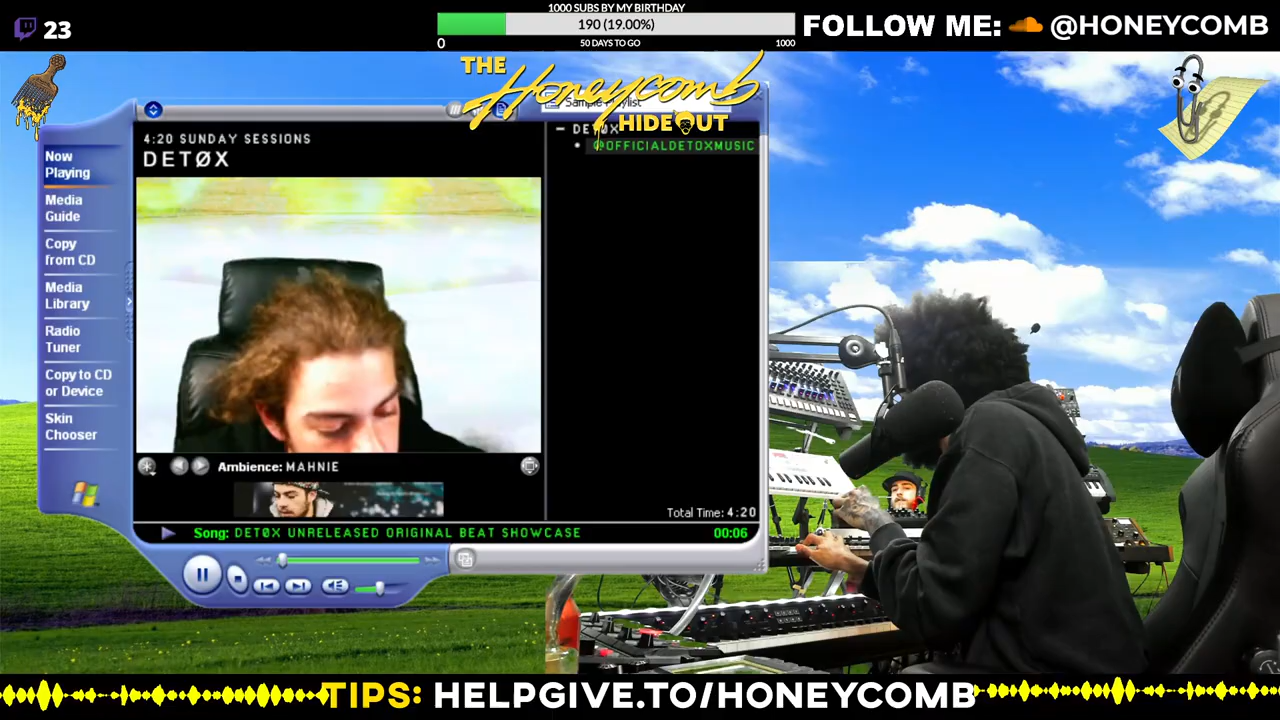 23
1000 SUBS BY MY BIRTHDAY
190 (19.00%)
0
50 DAYS TO GO
1000
FOLLOW ME: @HONEYCOMB
THE
Honeycomb
HIDEOUT
Sample Playlist
4:20 SUNDAY SESSIONS
DETØX
DETØX
@OFFICIALDETOXMUSIC
Now
Playing
Media
Guide
Copy
from CD
Media
Library
Radio
Tuner
Copy to CD
or Device
Skin
Chooser
Ambience: MAHNIE
Total Time: 4:20
Song: DETØX UNRELEASED ORIGINAL BEAT SHOWCASE
00:06
TIPS: HELPGIVE.TO/HONEYCOMB